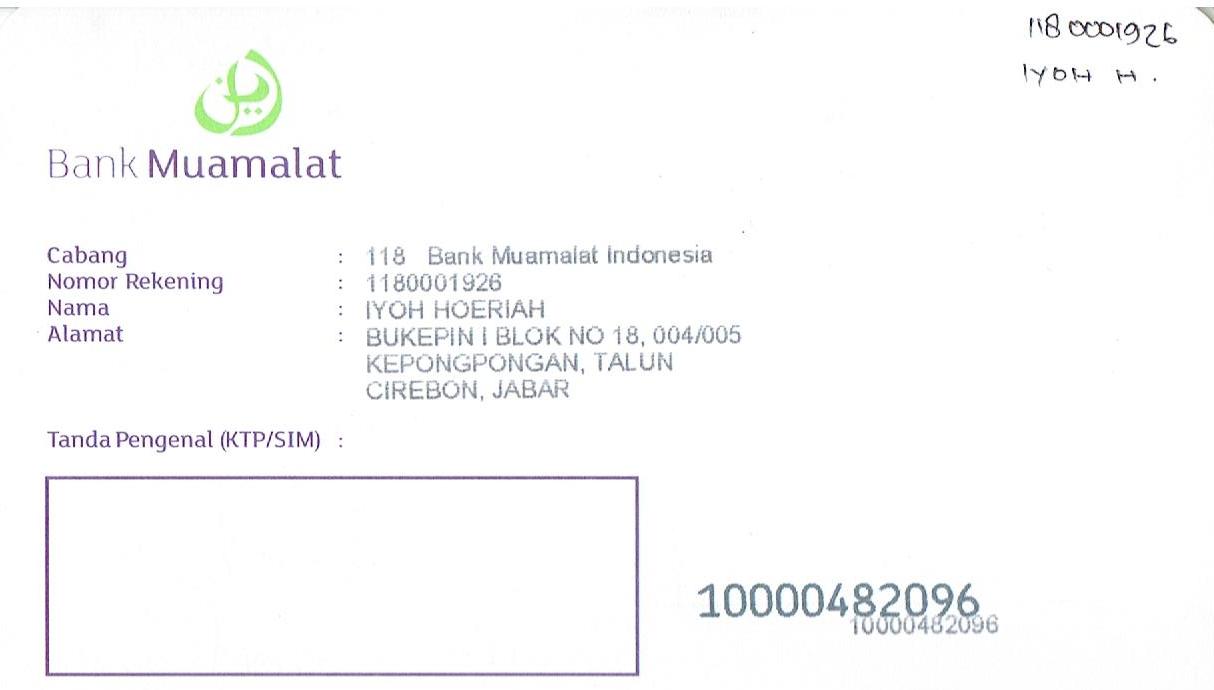 1180001926
IYOH H.
Bank Muamalat
Cabang : 118 Bank Muamalat Indonesia
Nomor Rekening : 1180001926
Nama : IYOH HOERIAH
Alamat : BUKEPIN I BLOK NO 18, 004/005
KEPONGPONGAN, TALUN
CIREBON, JABAR
Tanda Pengenal (KTP/SIM) :
10000482096
10000482096